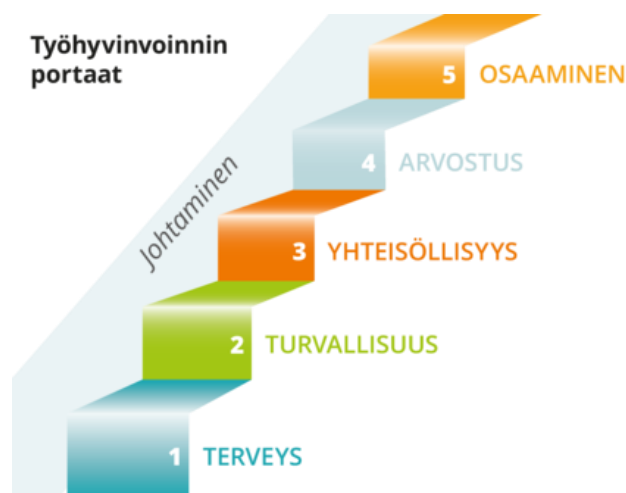 Työhyvinvoinnin
portaat
5 OSAAMINEN
4 ARVOSTUS
Johtaminen
3 YHTEISÖLLISYYS
2 TURVALLISUUS
1 TERVEYS